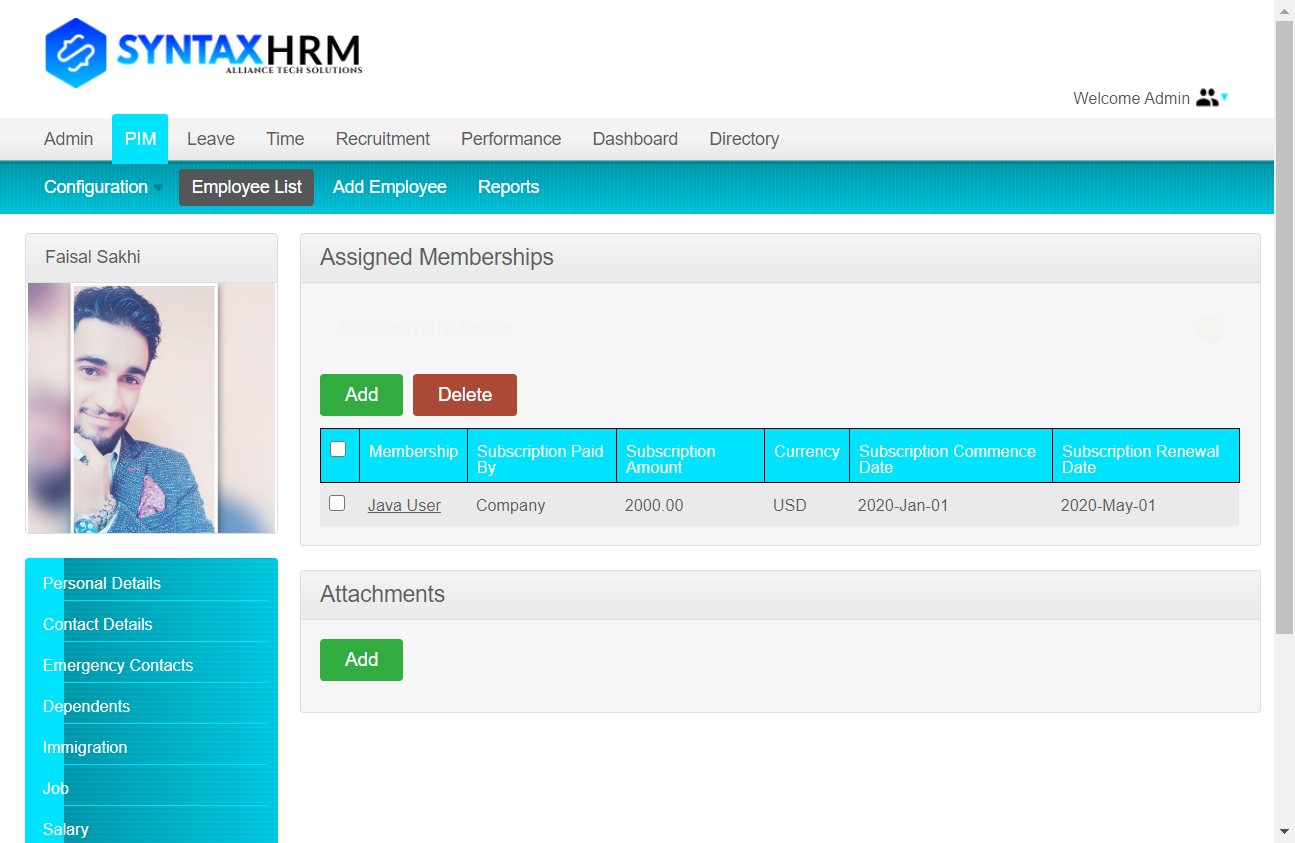 SYNTAXHRM
ALLIANCE TECH SOLUTIONS
Welcome Admin
Admin PIM Leave Time Recruitment Performance Dashboard Directory
Configuration Employee List Add Employee Reports
Faisal Sakhi
Assigned Memberships
Successfully Saved
Add Delete
Membership Subscription Paid By Subscription Amount Currency Subscription Commence Date Subscription Renewal Date
Java User Company 2000.00 USD 2020-Jan-01 2020-May-01
Personal Details
Contact Details
Emergency Contacts
Dependents
Immigration
Job
Salary
Attachments
Add